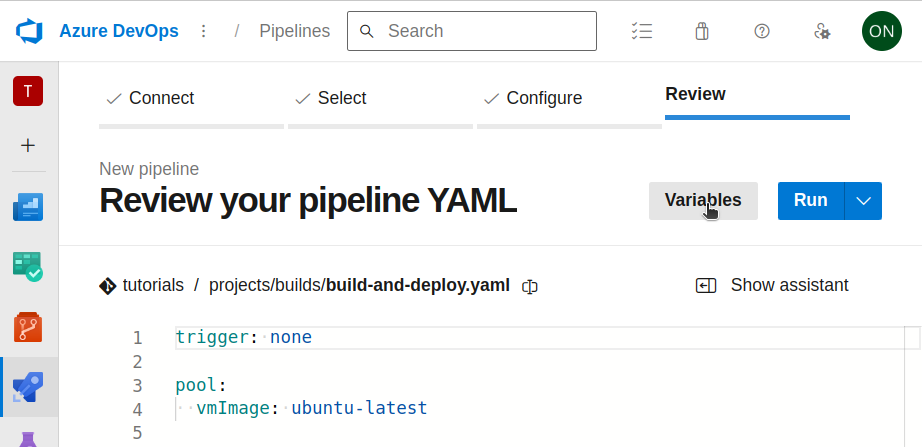 Azure DevOps / Pipelines Search ON
T
Connect Select Configure Review
New pipeline
Review your pipeline YAML Variables Run
tutorials / projects/builds/build-and-deploy.yaml Show assistant
1 trigger: none
2
3 pool:
4 vmImage: ubuntu-latest
5